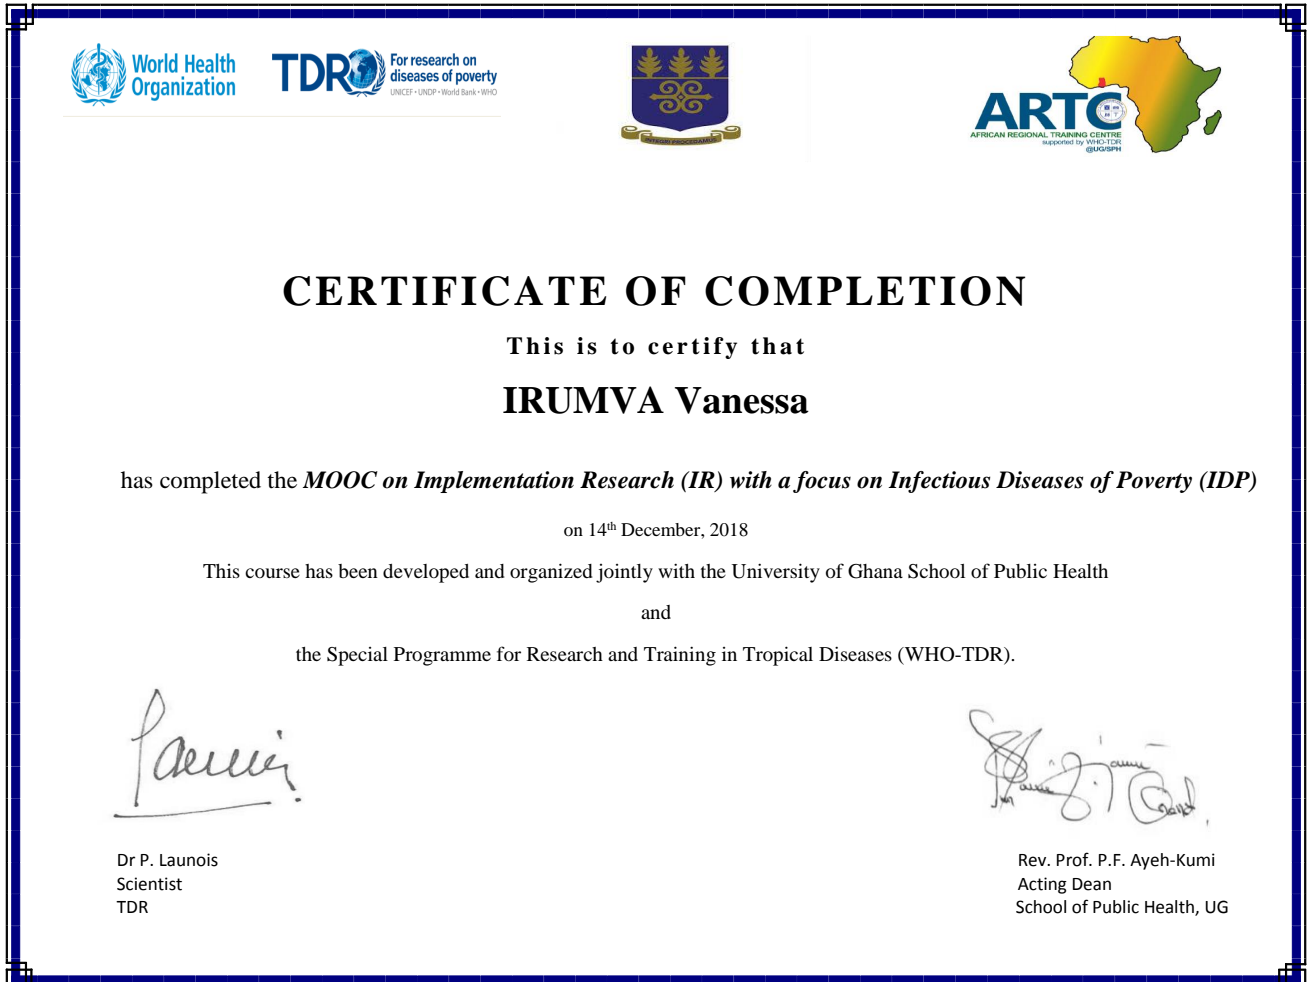 World Health
Organization
TDR
For research on
diseases of poverty
UNICEF • UNDP • World Bank • WHO
INTEGRI PROCEDAMUS
ARTC
AFRICAN REGIONAL TRAINING CENTRE
supported by WHO-TDR
@UG/SPH
CERTIFICATE OF COMPLETION
This is to certify that
IRUMVA Vanessa
has completed the MOOC on Implementation Research (IR) with a focus on Infectious Diseases of Poverty (IDP)
on 14th December, 2018
This course has been developed and organized jointly with the University of Ghana School of Public Health
and
the Special Programme for Research and Training in Tropical Diseases (WHO-TDR).
Dr P. Launois
Scientist
TDR
Rev. Prof. P.F. Ayeh-Kumi
Acting Dean
School of Public Health, UG